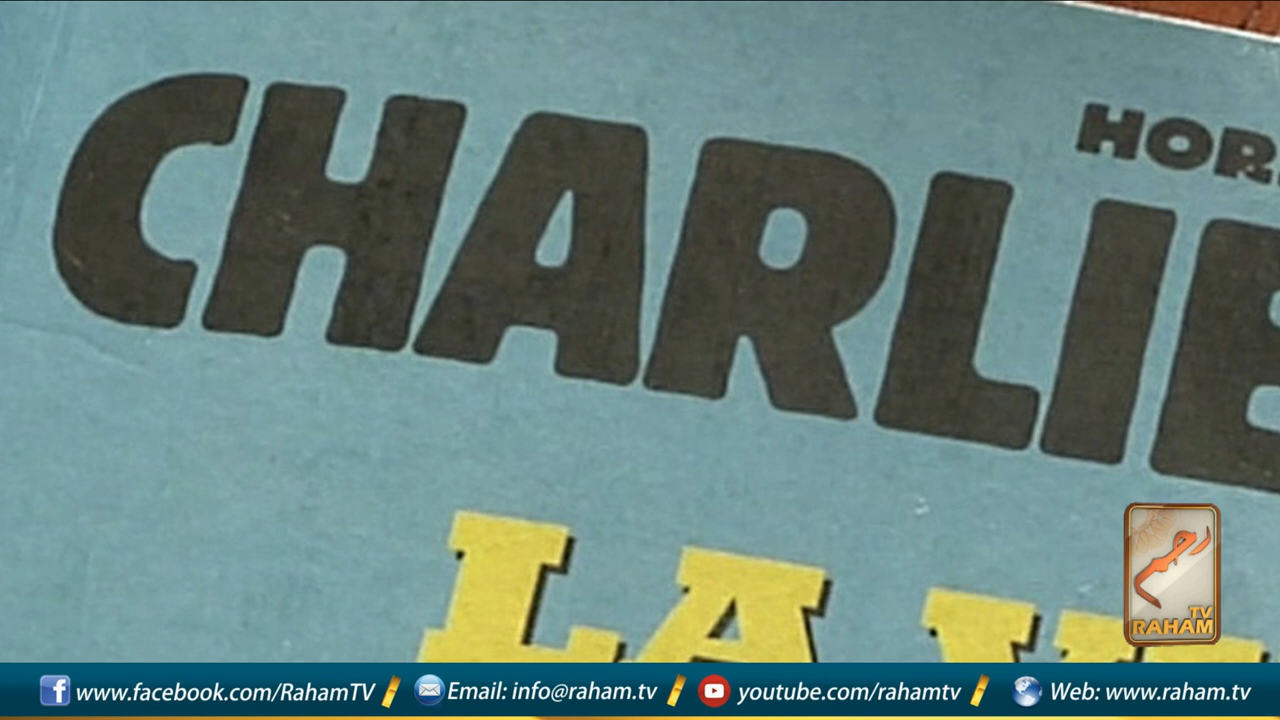 HOR
CHARLIE
LA
رحم
TV
RAHAM
www.facebook.com/RahamTV Email: info@raham.tv youtube.com/rahamtv Web: www.raham.tv